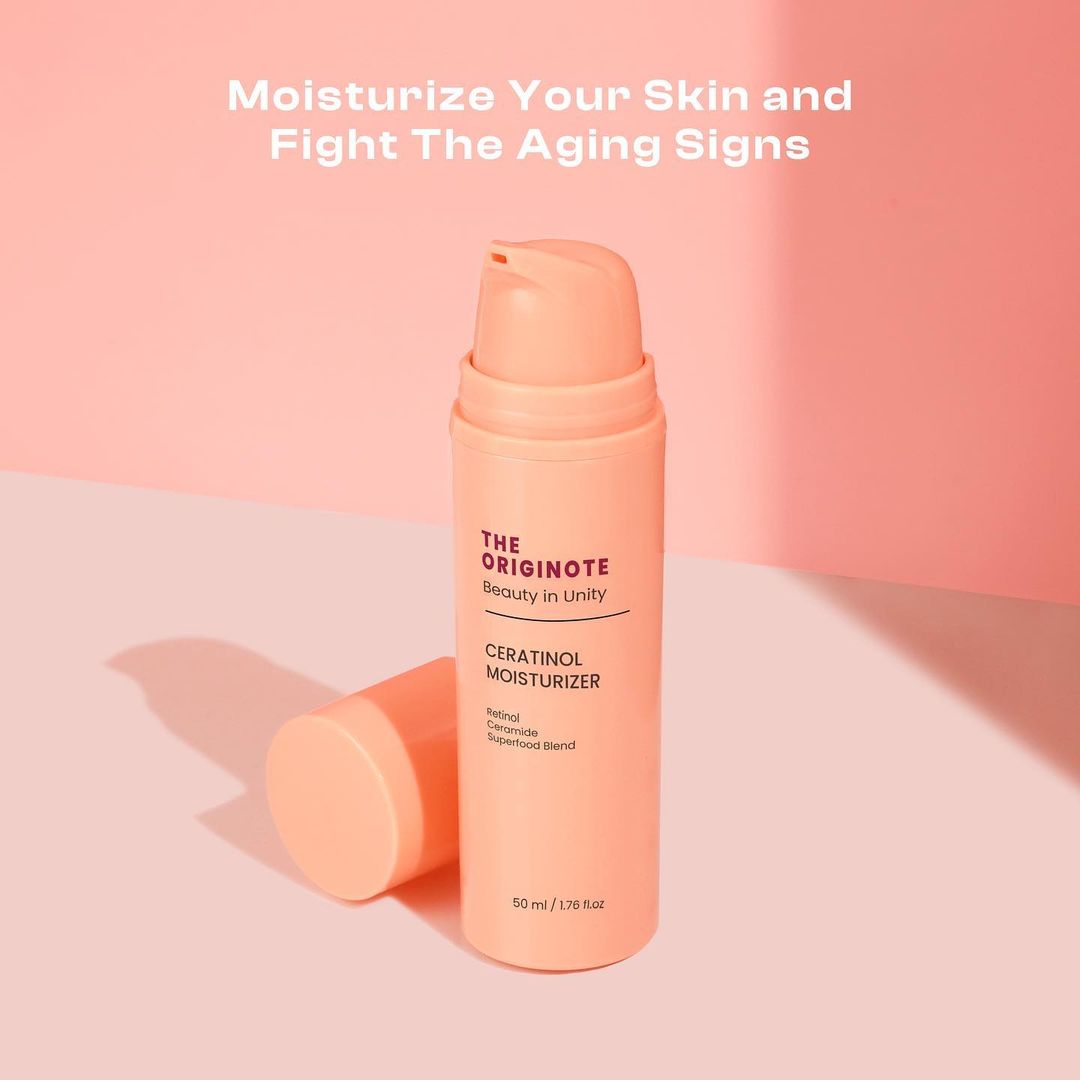 Moisturize Your Skin and
Fight The Aging Signs
THE
ORIGINOTE
Beauty in Unity
CERATINOL
MOISTURIZER
Retinol
Ceramide
Superfood Blend
50 ml / 1.76 fl.oz